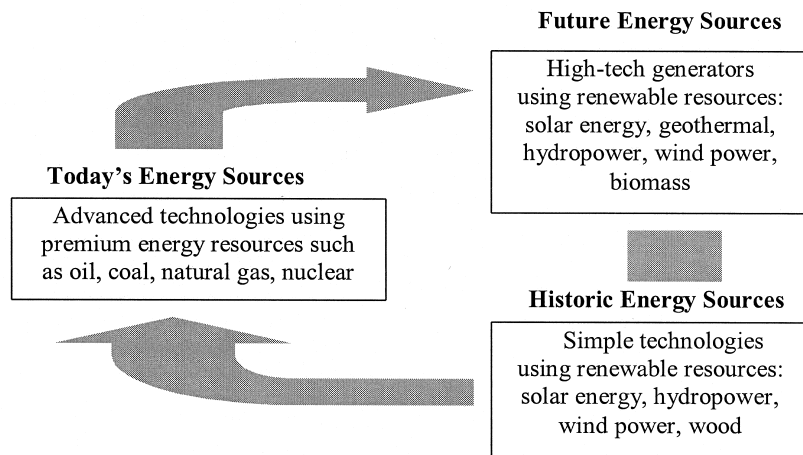 Future Energy Sources
High-tech generators
using renewable resources:
solar energy, geothermal,
hydropower, wind power,
biomass
Today's Energy Sources
Advanced technologies using
premium energy resources such
as oil, coal, natural gas, nuclear
Historic Energy Sources
Simple technologies
using renewable resources:
solar energy, hydropower,
wind power, wood